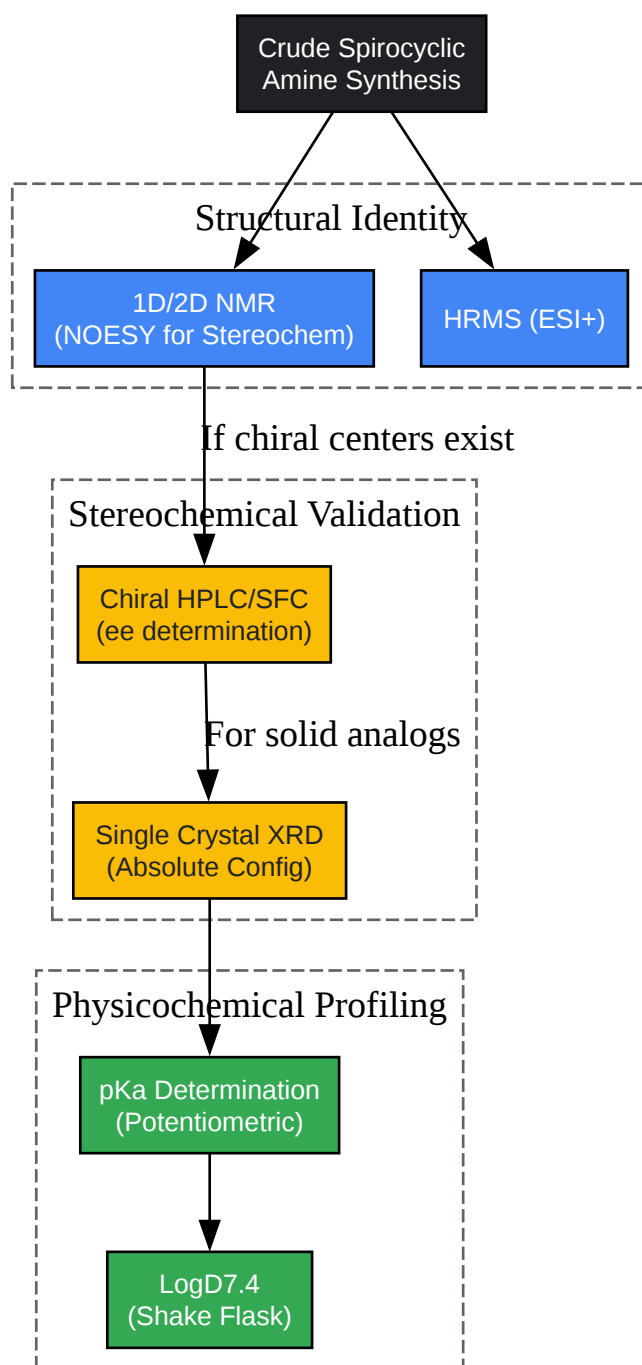 Crude Spirocyclic
Amine Synthesis
Structural Identity
1D/2D NMR
(NOESY for Stereochem)
HRMS (ESI+)
If chiral centers exist
Stereochemical Validation
Chiral HPLC/SFC
(ee determination)
For solid analogs
Single Crystal XRD
(Absolute Config)
Physicochemical Profiling
pKa Determination
(Potentiometric)
LogD7.4
(Shake Flask)